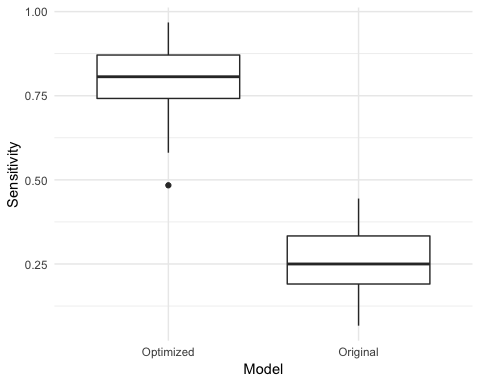 1.00
0.75
0.50
0.25
Sensitivity
Optimized
Original
Model